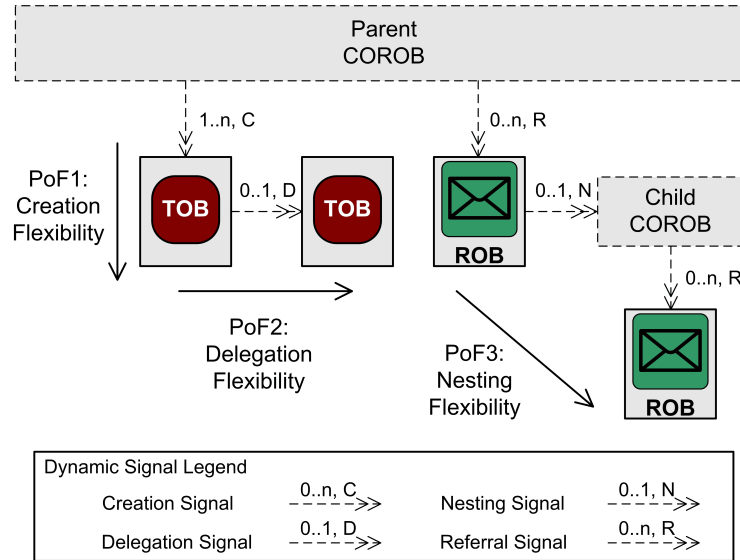 Parent
COROB
1..n, C
0..n, R
PoF1:
Creation
Flexibility
TOB
0..1, D
TOB
ROB
0..1, N
Child
COROB
0..n, R
PoF2:
Delegation
Flexibility
PoF3:
Nesting
Flexibility
ROB
Dynamic Signal Legend
Creation Signal
0..n, C
Nesting Signal
0..1, N
Delegation Signal
0..1, D
Referral Signal
0..n, R